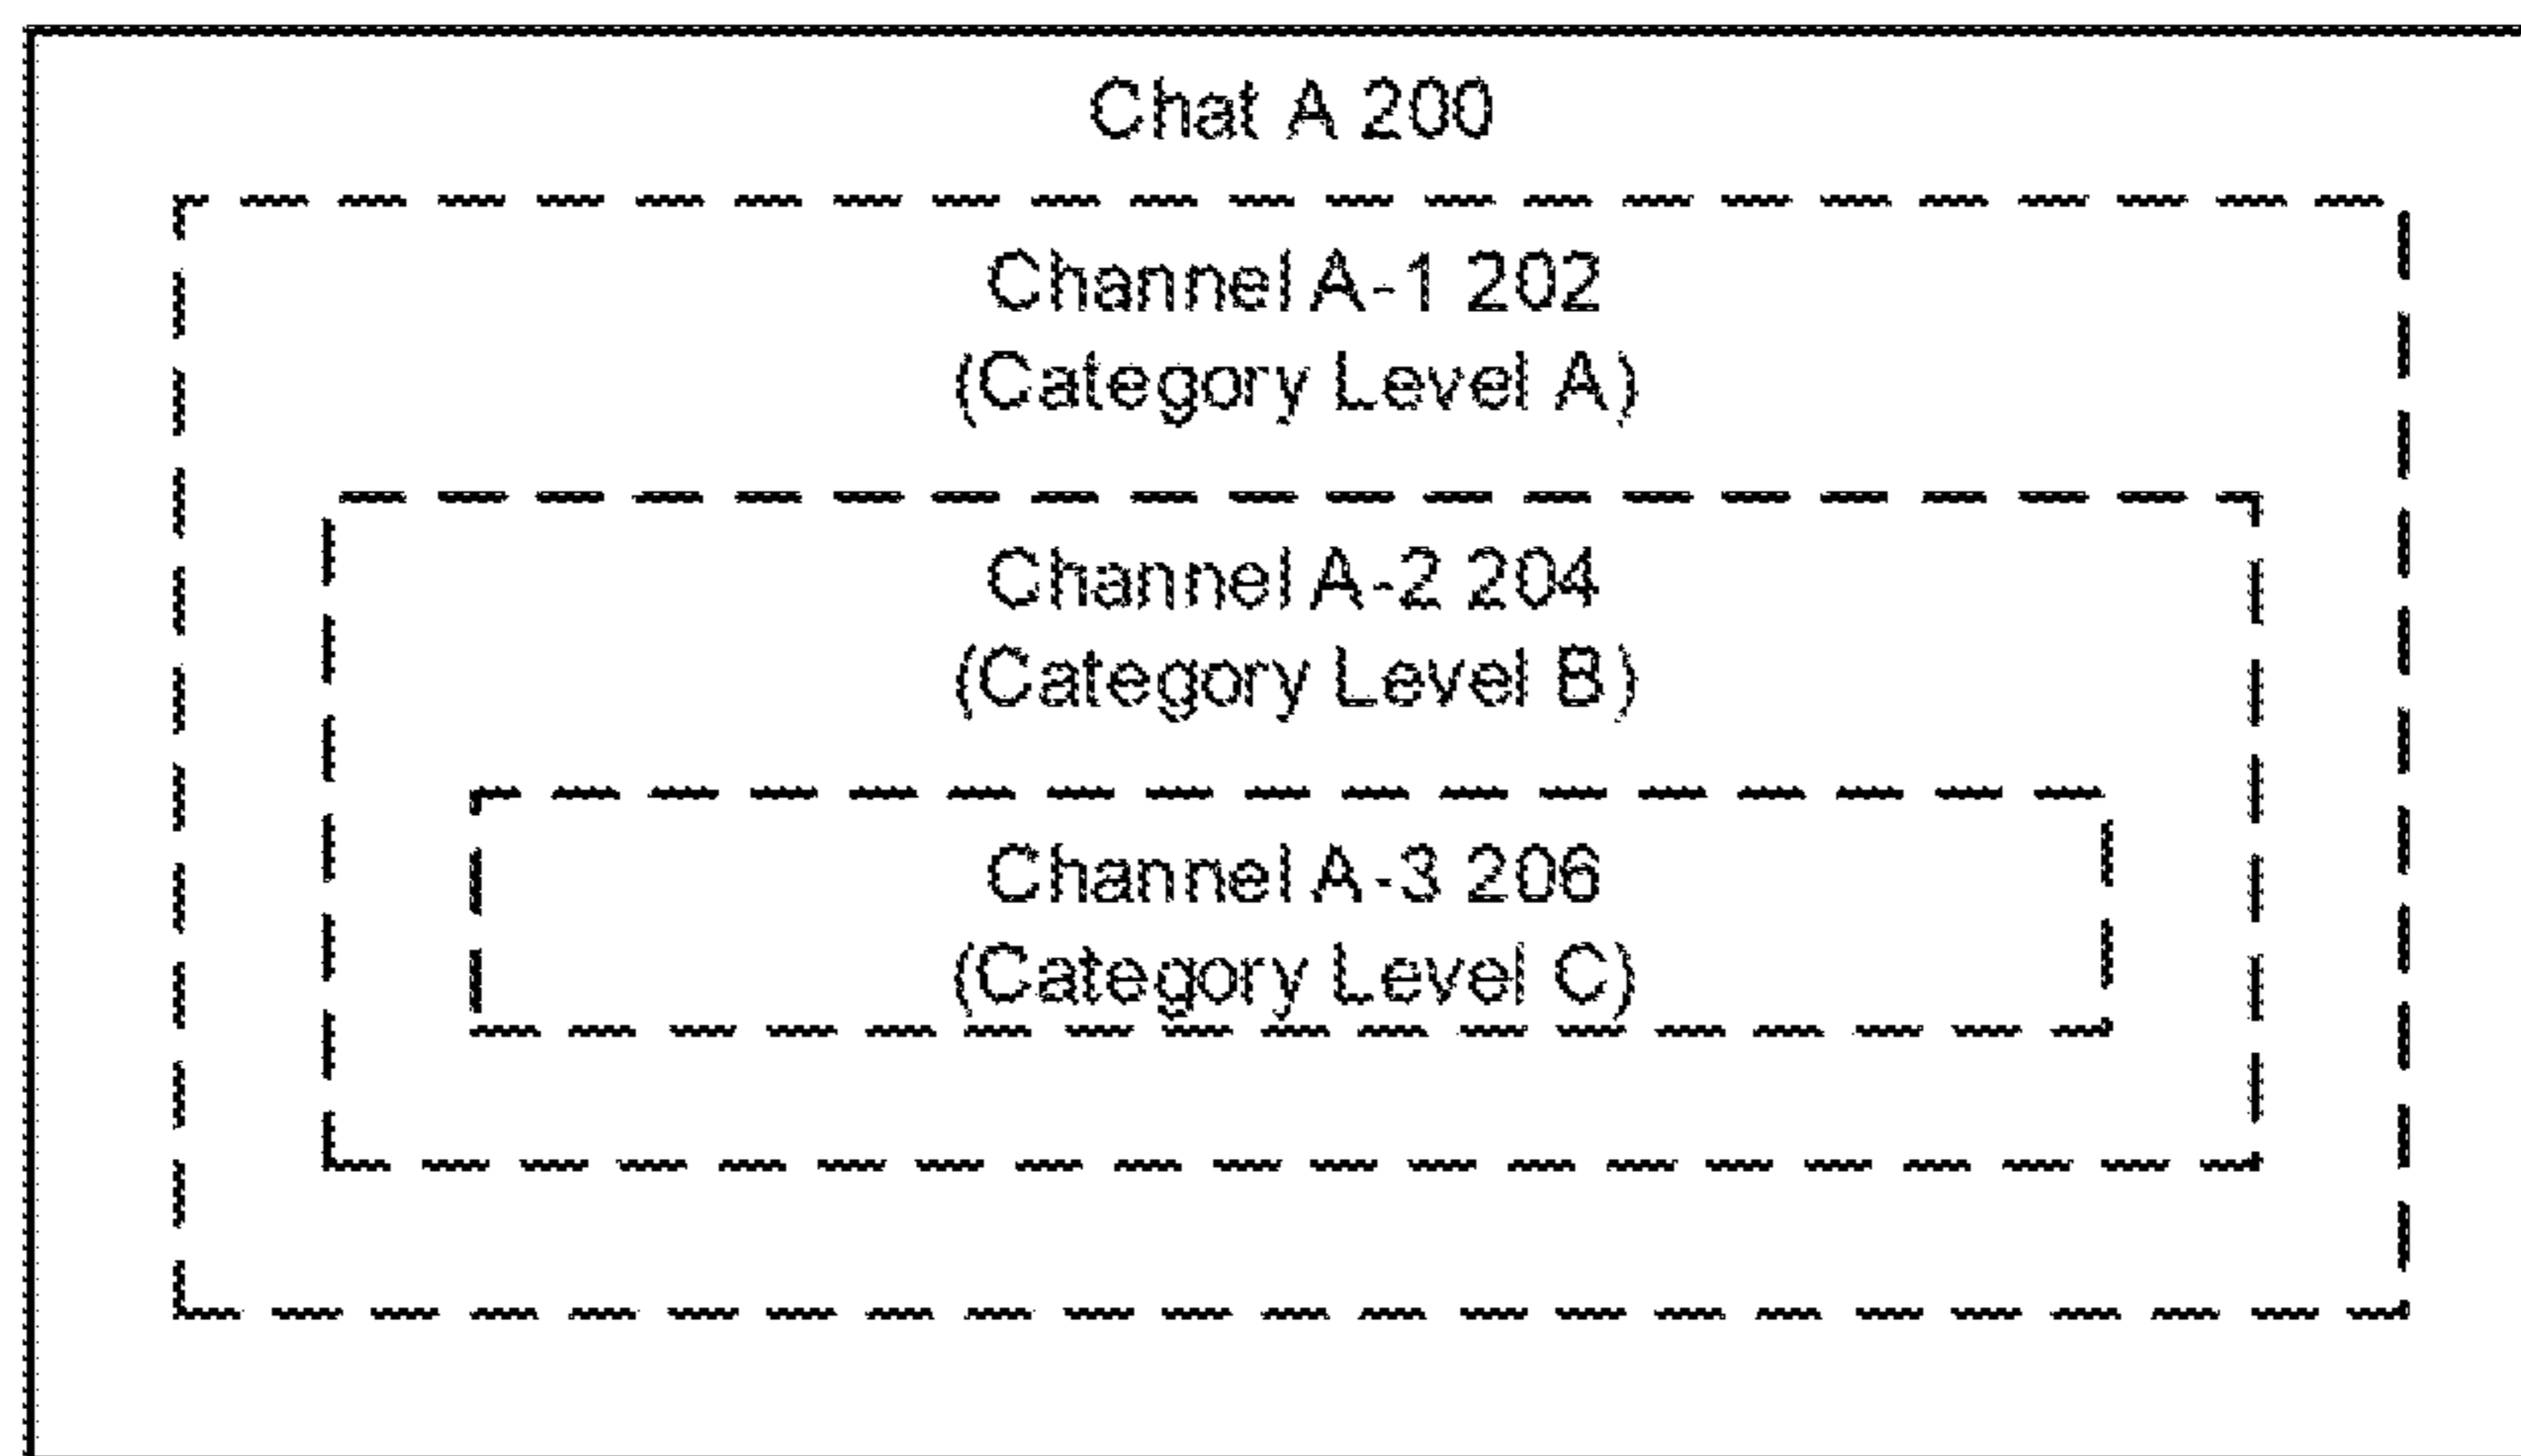 Chat A 200
Channel A-1 202
(Category Level A)
Channel A-2 204
(Category Level B)
Channel A-3 206
(Category Level C)